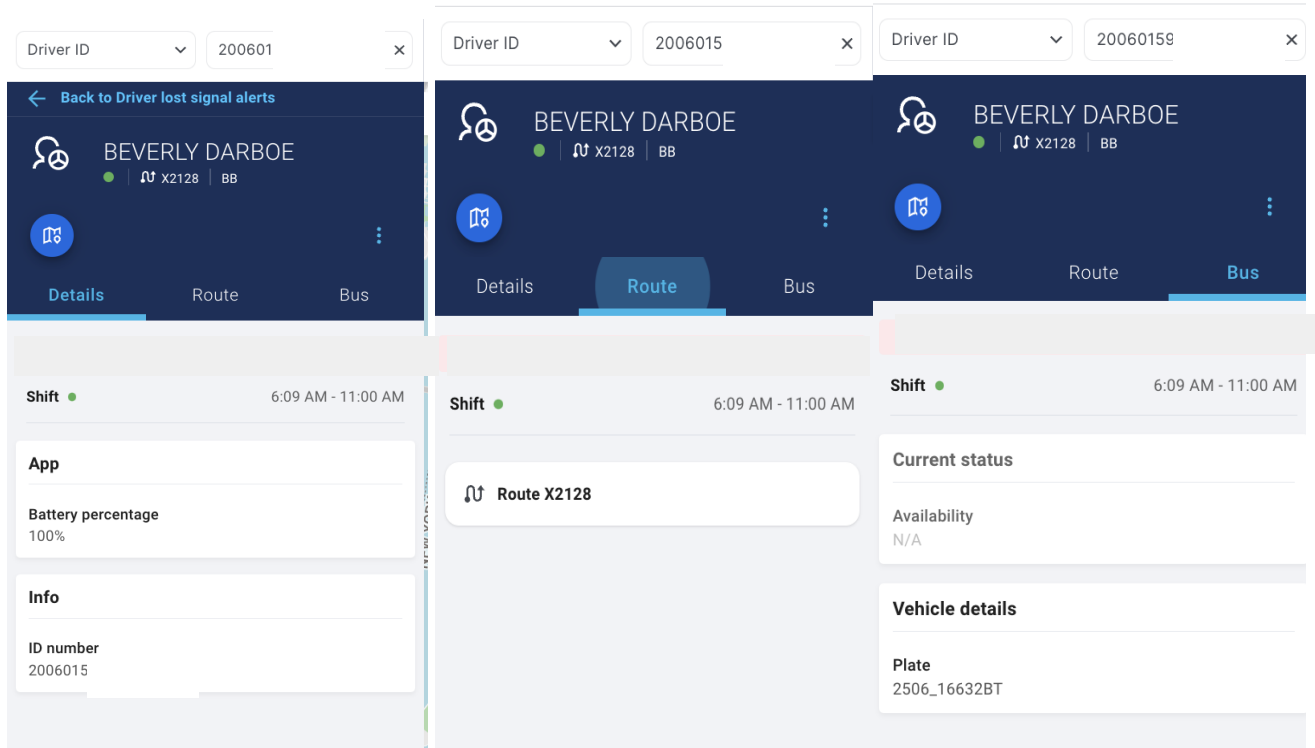 Driver ID
200601
Back to Driver lost signal alerts
BEVERLY DARBOE
X2128 BB
Details Route Bus
Shift 6:09 AM - 11:00 AM
App
Battery percentage
100%
Info
ID number
2006015
Driver ID
2006015
BEVERLY DARBOE
X2128 BB
Details Route Bus
Shift 6:09 AM - 11:00 AM
Route X2128
Driver ID
20060159
BEVERLY DARBOE
X2128 BB
Details Route Bus
Shift 6:09 AM - 11:00 AM
Current status
Availability
N/A
Vehicle details
Plate
2506_16632BT